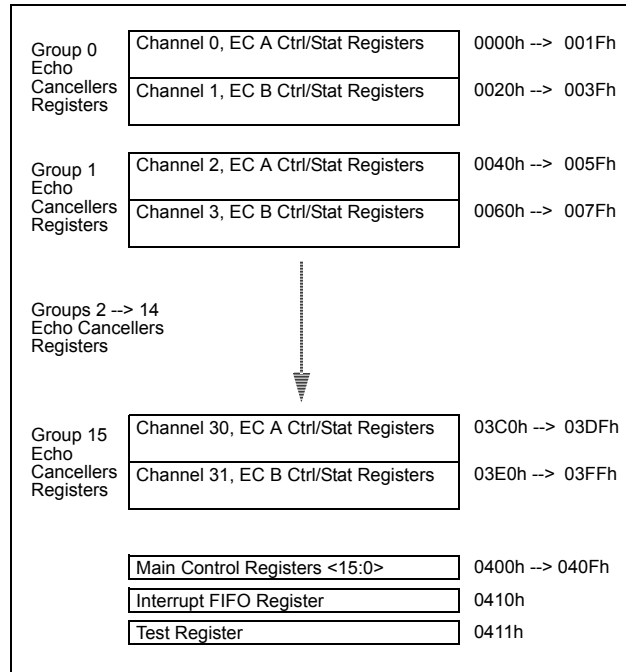 Group 0
Echo
Cancellers
Registers
Channel 0, EC A Ctrl/Stat Registers
0000h --> 001Fh
Channel 1, EC B Ctrl/Stat Registers
0020h --> 003Fh
Group 1
Echo
Cancellers
Registers
Channel 2, EC A Ctrl/Stat Registers
0040h --> 005Fh
Channel 3, EC B Ctrl/Stat Registers
0060h --> 007Fh
Groups 2 --> 14
Echo Cancellers
Registers
Group 15
Echo
Cancellers
Registers
Channel 30, EC A Ctrl/Stat Registers
03C0h --> 03DFh
Channel 31, EC B Ctrl/Stat Registers
03E0h --> 03FFh
Main Control Registers <15:0>
0400h --> 040Fh
Interrupt FIFO Register
0410h
Test Register
0411h